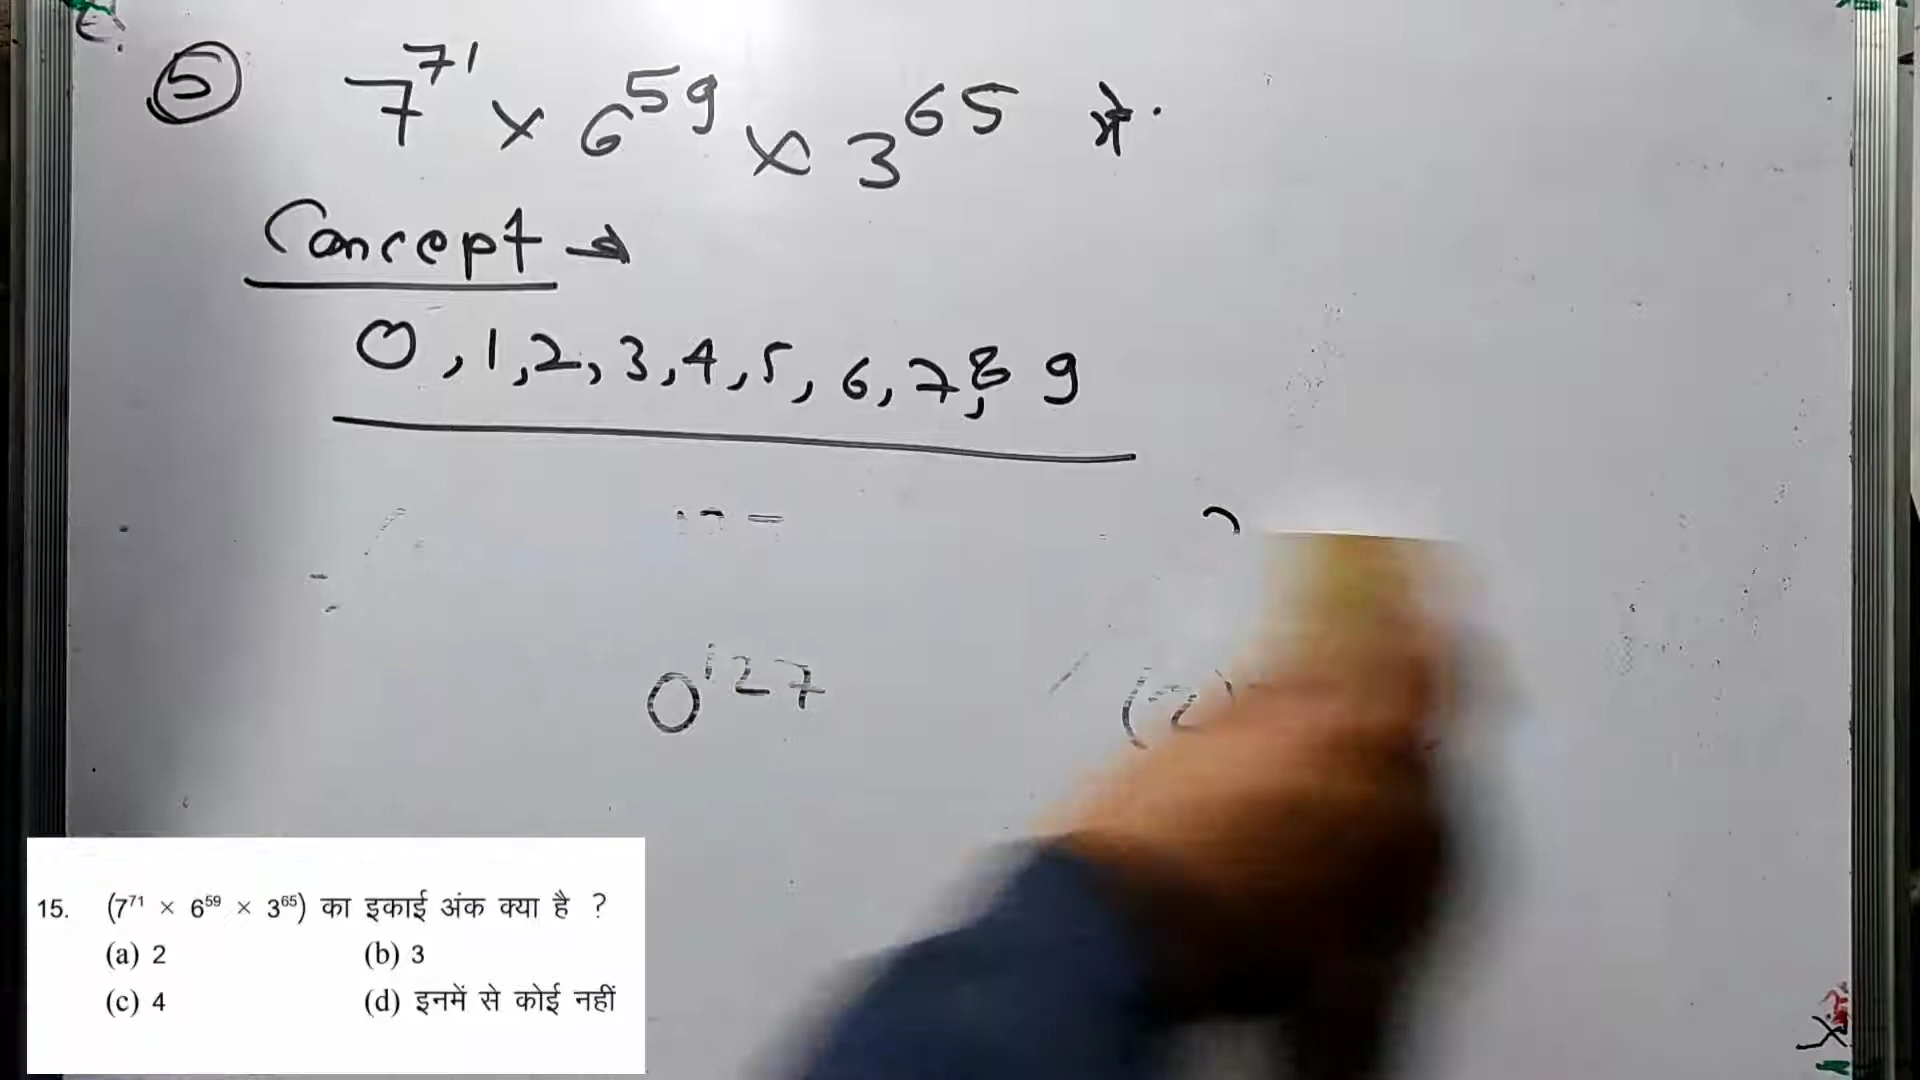 5 7^71 × 6^59 × 3^65 में
Concept →
0, 1, 2, 3, 4, 5, 6, 7, 8 9
0^127 (2)
15. (7^71 × 6^59 × 3^65) का इकाई अंक क्या है ?
(a) 2 (b) 3
(c) 4 (d) इनमें से कोई नहीं